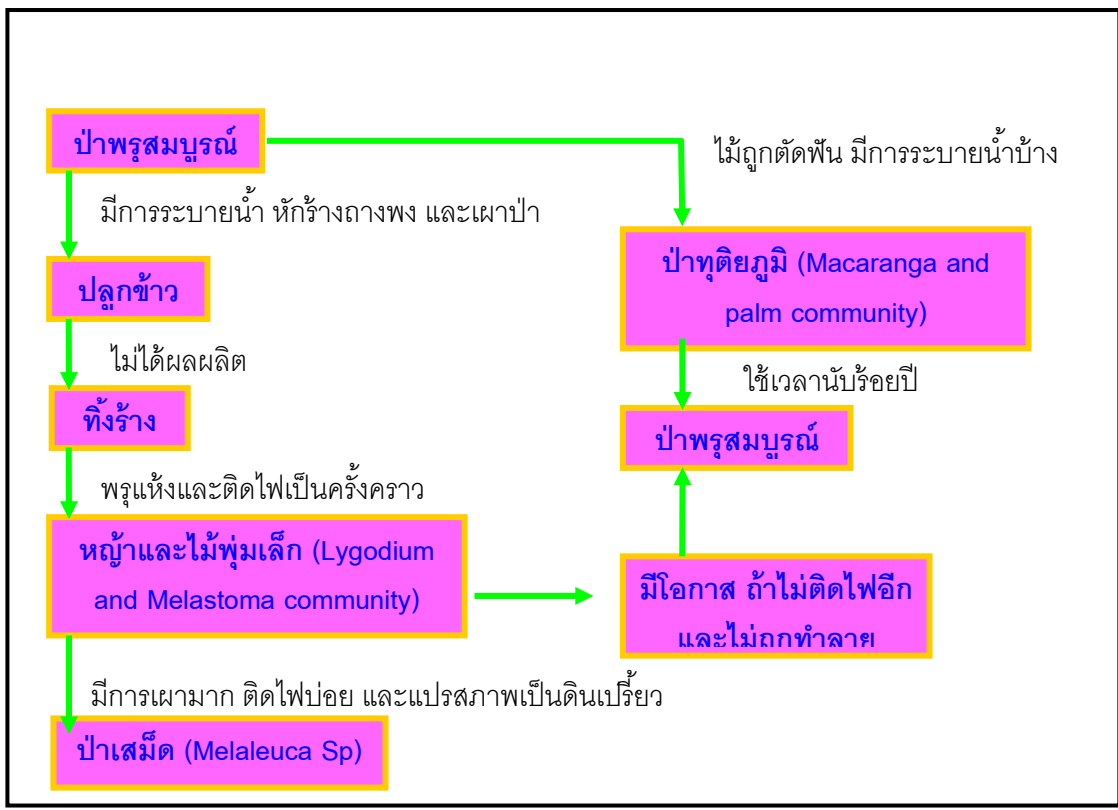 ป่าพรุสมบูรณ์
ไม้ถูกตัดฟัน มีการระบายน้ำบ้าง
มีการระบายน้ำ หักร้างถางพง และเผาป่า
ป่าทุติยภูมิ (Macaranga and
palm community)
ปลูกข้าว
ไม่ได้ผลผลิต
ใช้เวลานับร้อยปี
ทิ้งร้าง
ป่าพรุสมบูรณ์
พรุแห้งและติดไฟเป็นครั้งคราว
หญ้าและไม้พุ่มเล็ก (Lygodium
and Melastoma community)
มีโอกาส ถ้าไม่ติดไฟอีก
และไม่ถูกทำลาย
มีการเผามาก ติดไฟบ่อย และแปรสภาพเป็นดินเปรี้ยว
ป่าเสม็ด (Melaleuca Sp)